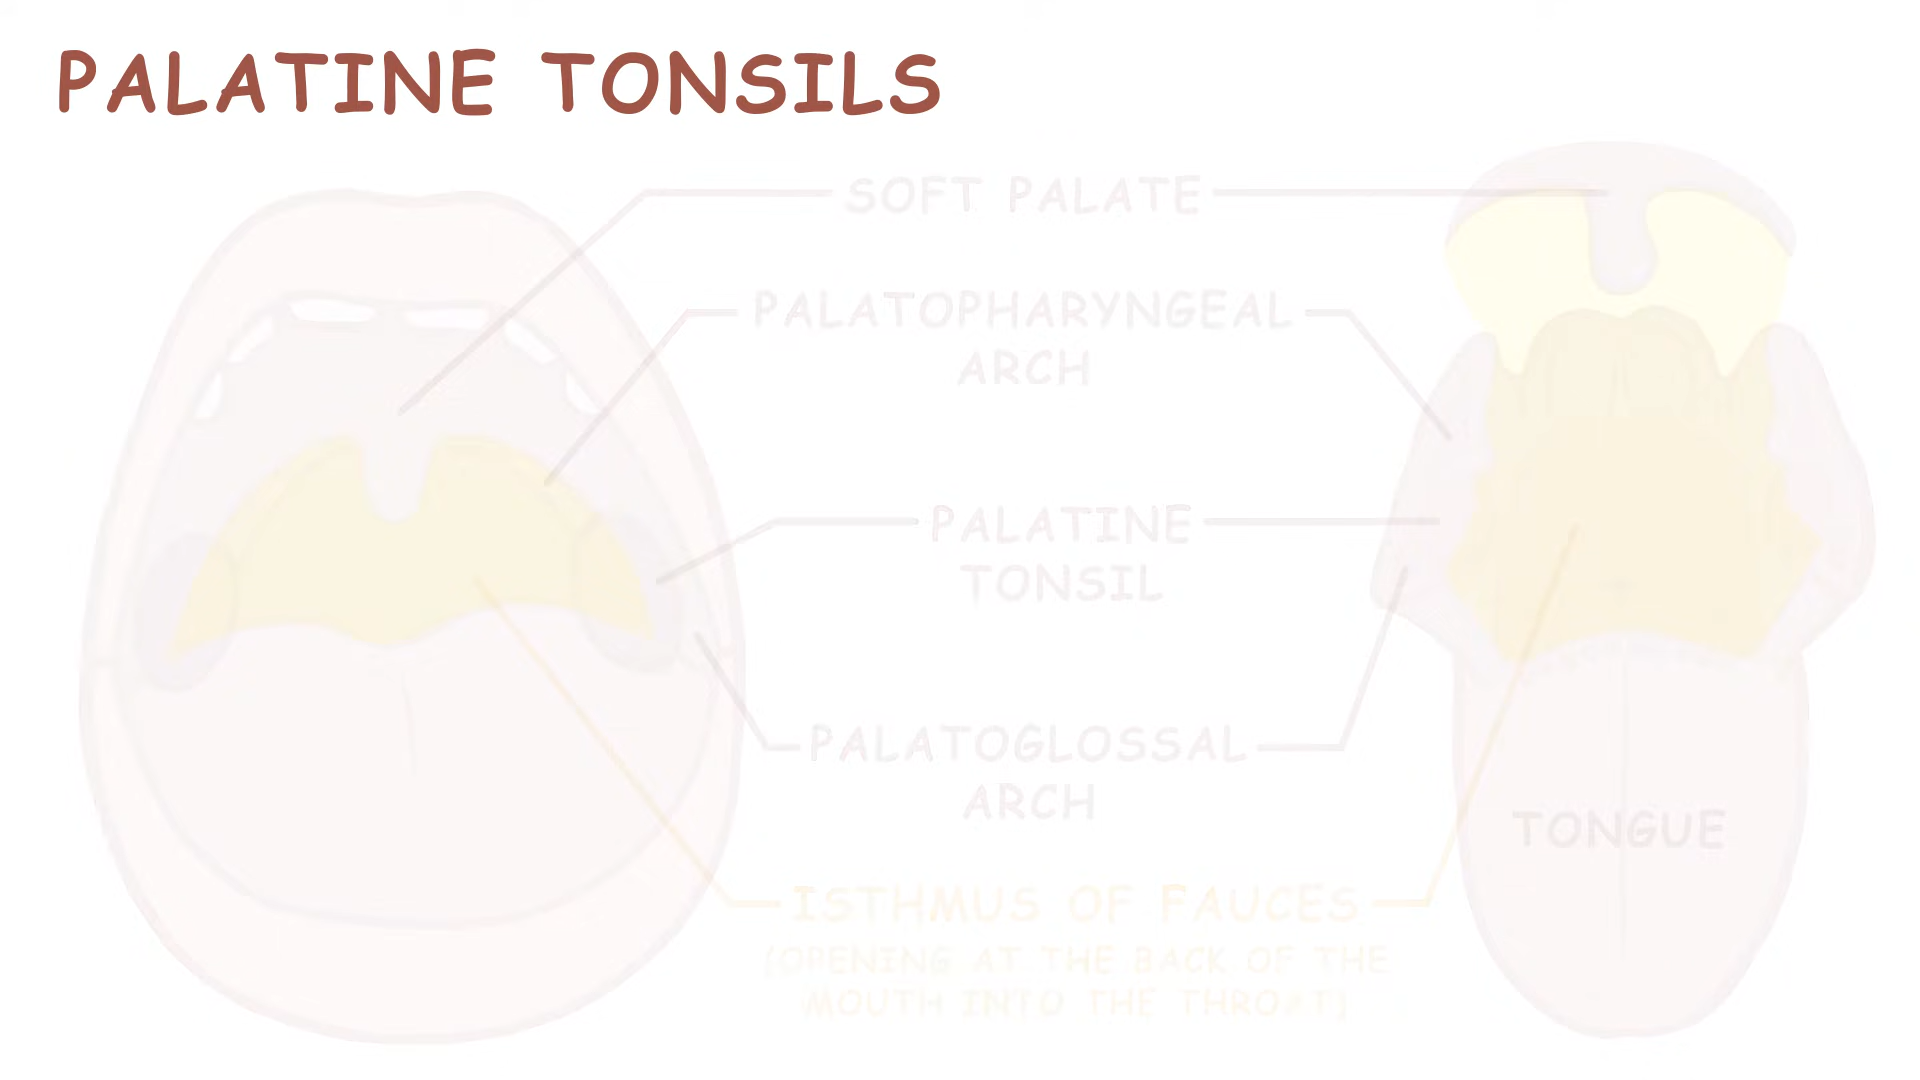 PALATINE TONSILS
SOFT PALATE
PALATOPHARYNGEAL
ARCH
PALATINE
TONSIL
PALATOGLOSSAL
ARCH
TONGUE
ISTHMUS OF FAUCES
(OPENING AT THE BACK OF THE
MOUTH INTO THE THROAT)